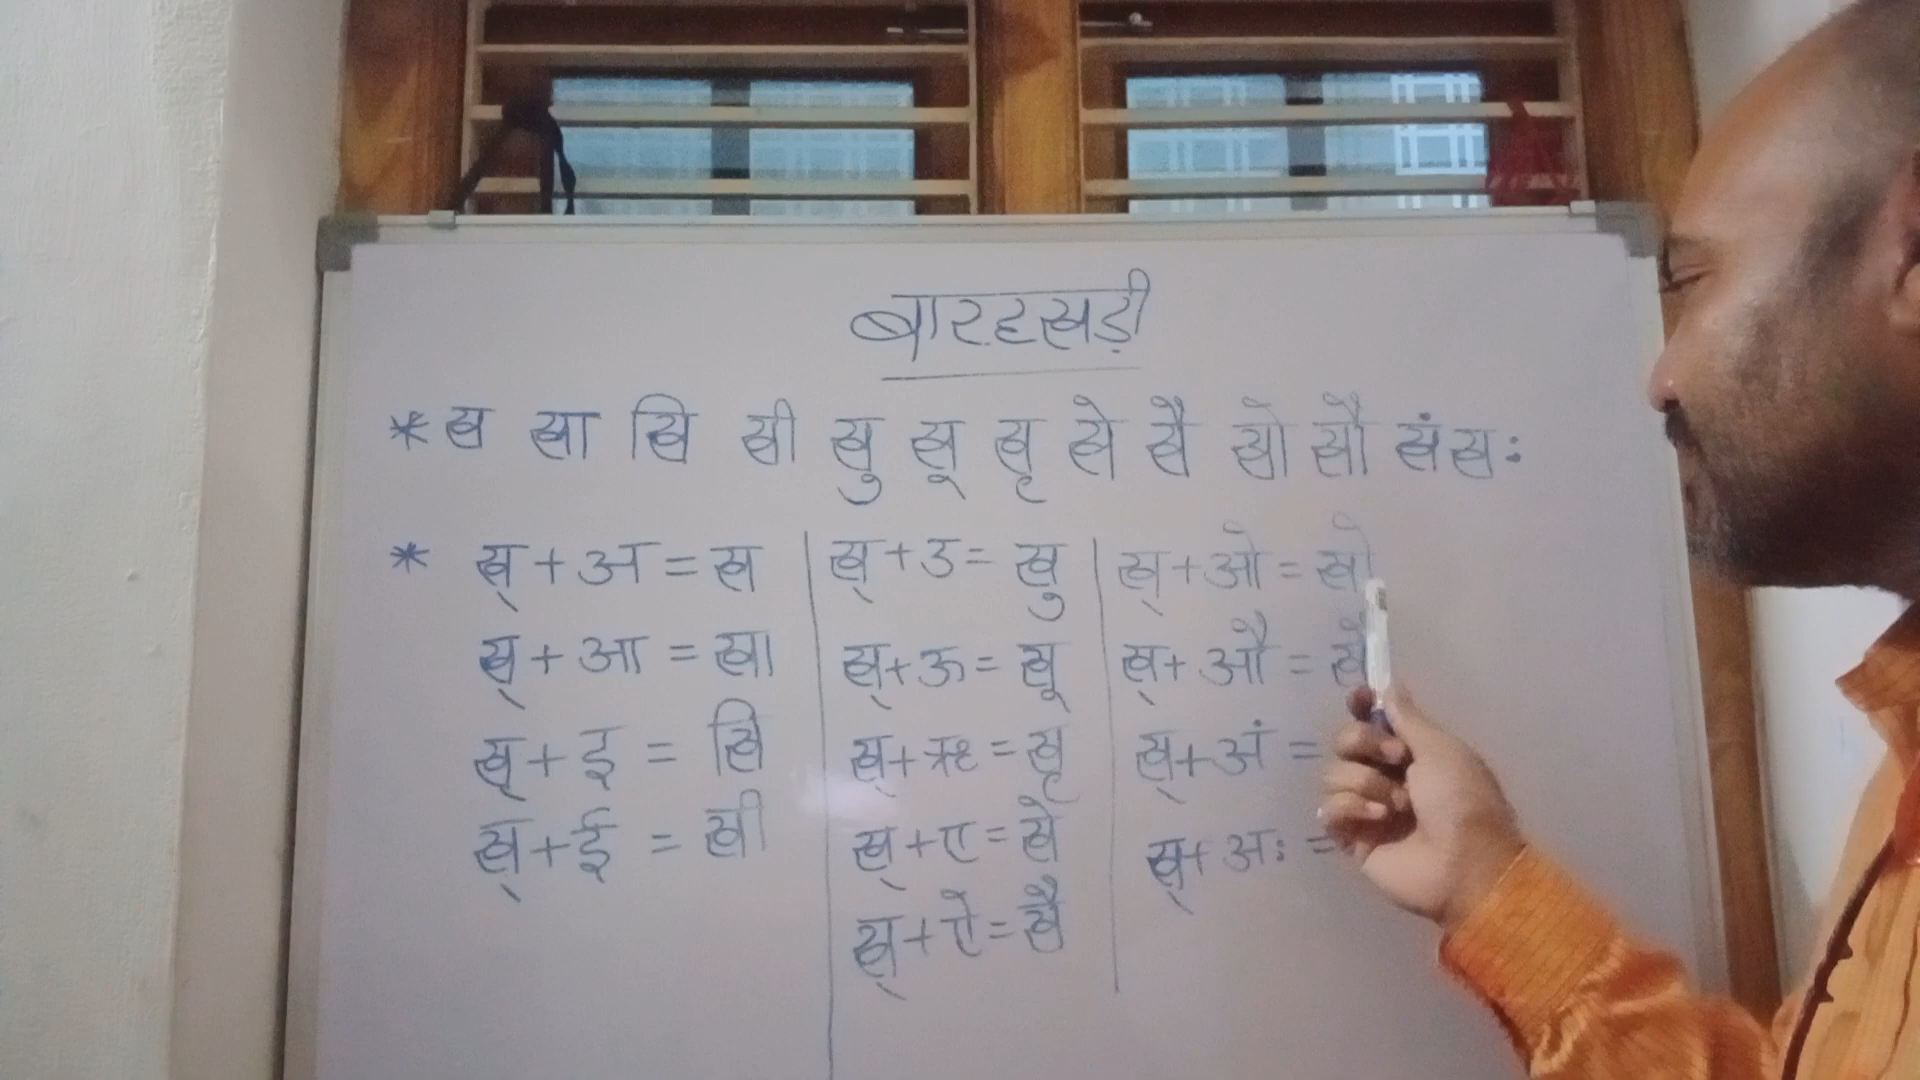 बारहखड़ी
* ख खा खि खी खु खू खृ खे खै खो खौ खं खः
* ख् + अ = ख
ख् + आ = खा
ख् + इ = खि
ख् + ई = खी
ख् + उ = खु
ख् + ऊ = खू
ख् + ऋ = खृ
ख् + ए = खे
ख् + ऐ = खै
ख् + ओ = खो
ख् + औ =
ख् + अं =
ख् + अः =